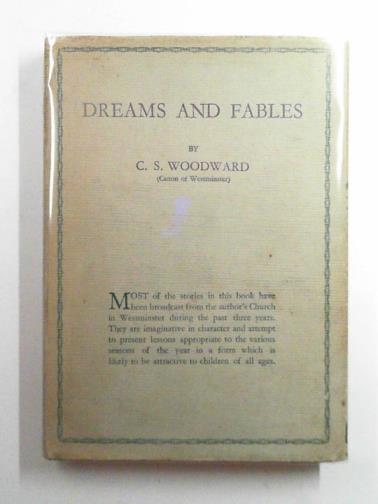 DREAMS AND FABLES
BY
C. S. WOODWARD
(Canon of Westminster)
MOST of the stories in this book have
been broadcast from the author's Church
in Westminster during the past three years.
They are imaginative in character and attempt
to present lessons appropriate to the various
seasons of the year in a form which is
likely to be attractive to children of all ages.